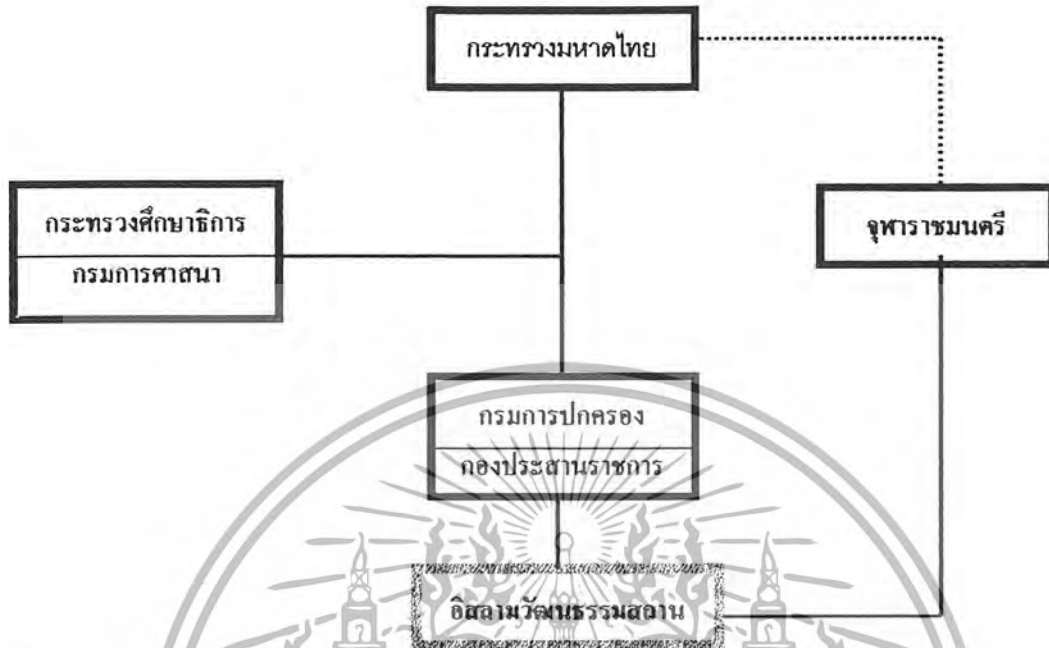 กระทรวงมหาดไทย
กระทรวงศึกษาธิการ
กรมการศาสนา
จุฬาราชมนตรี
กรมการปกครอง
กองประสานราชการ
อิสลามวัฒนธรรมสถาน